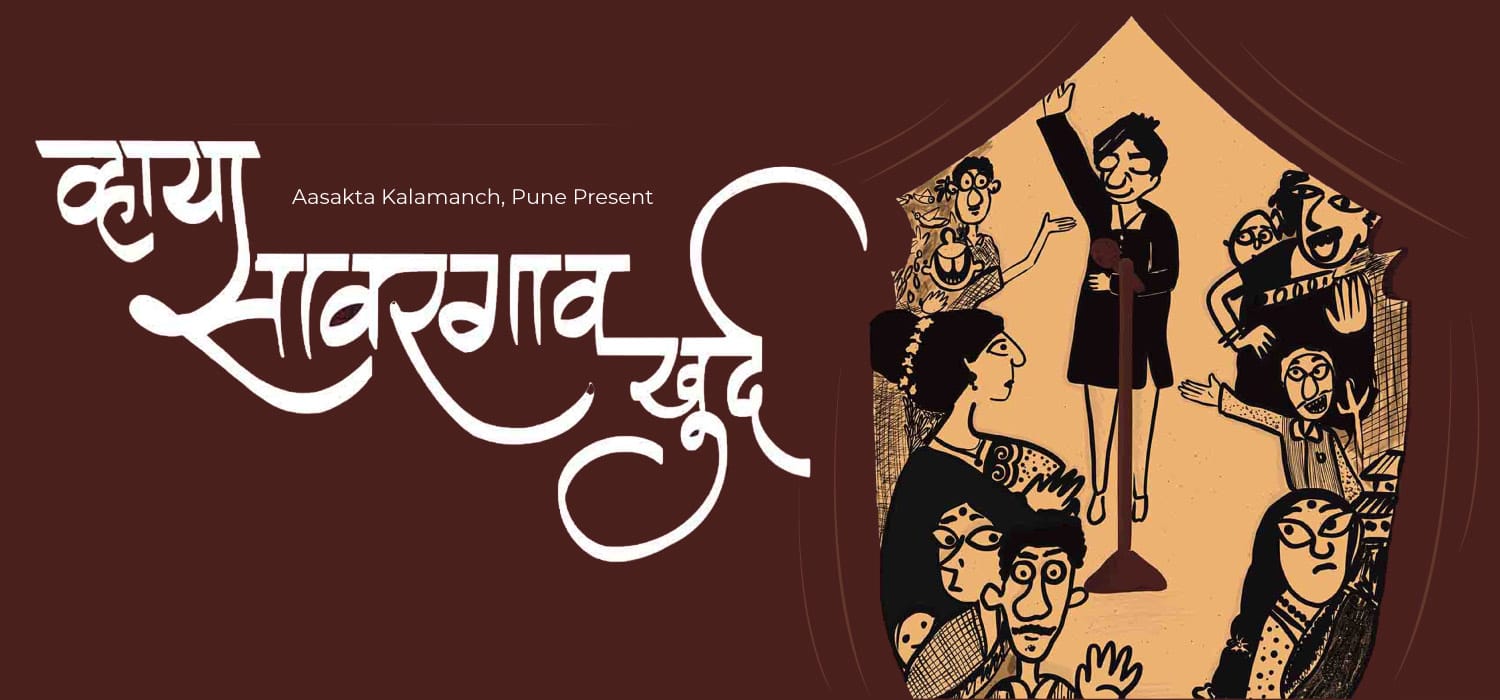 व्हाया
Aasakta Kalamanch, Pune Present
सावरगाव
खुर्द